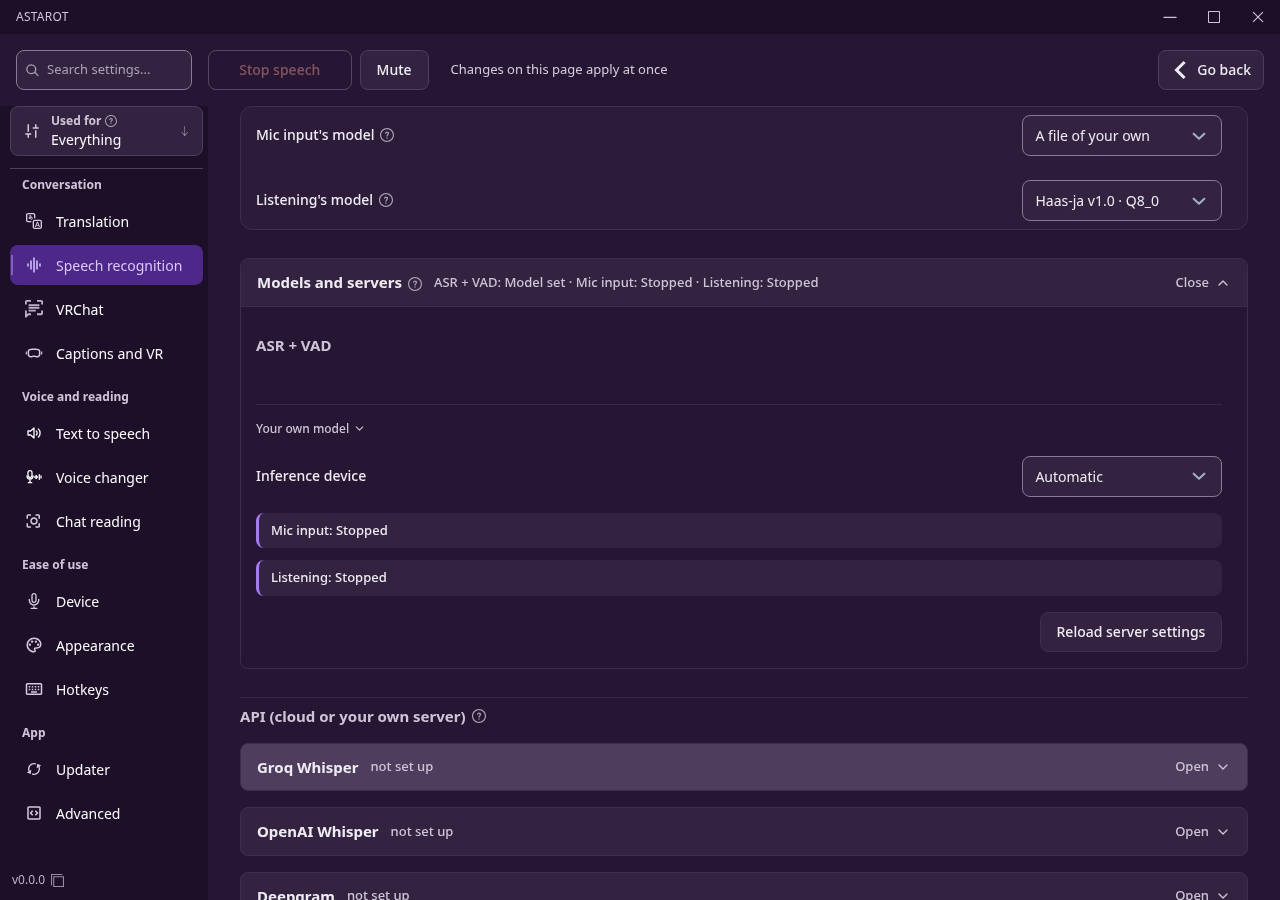 ASTAROT
Search settings...
Stop speech
Mute
Changes on this page apply at once
Go back
Used for
Everything
Conversation
Translation
Speech recognition
VRChat
Captions and VR
Voice and reading
Text to speech
Voice changer
Chat reading
Ease of use
Device
Appearance
Hotkeys
App
Updater
Advanced
v0.0.0
Mic input's model
A file of your own
Listening's model
Haas-ja v1.0 · Q8_0
Models and servers
ASR + VAD: Model set · Mic input: Stopped · Listening: Stopped
Close
ASR + VAD
Your own model
Inference device
Automatic
Mic input: Stopped
Listening: Stopped
Reload server settings
API (cloud or your own server)
Groq Whisper not set up
Open
OpenAI Whisper not set up
Open
Deepgram not set up
Open